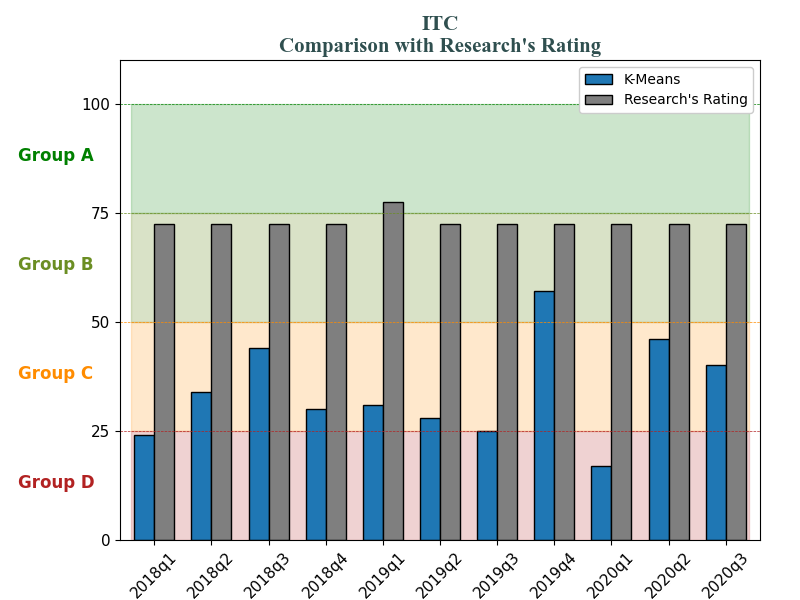 ITC
Comparison with Research's Rating
K-Means
Research's Rating
100
75
50
25
0
Group A
Group B
Group C
Group D
2018q1
2018q2
2018q3
2018q4
2019q1
2019q2
2019q3
2019q4
2020q1
2020q2
2020q3